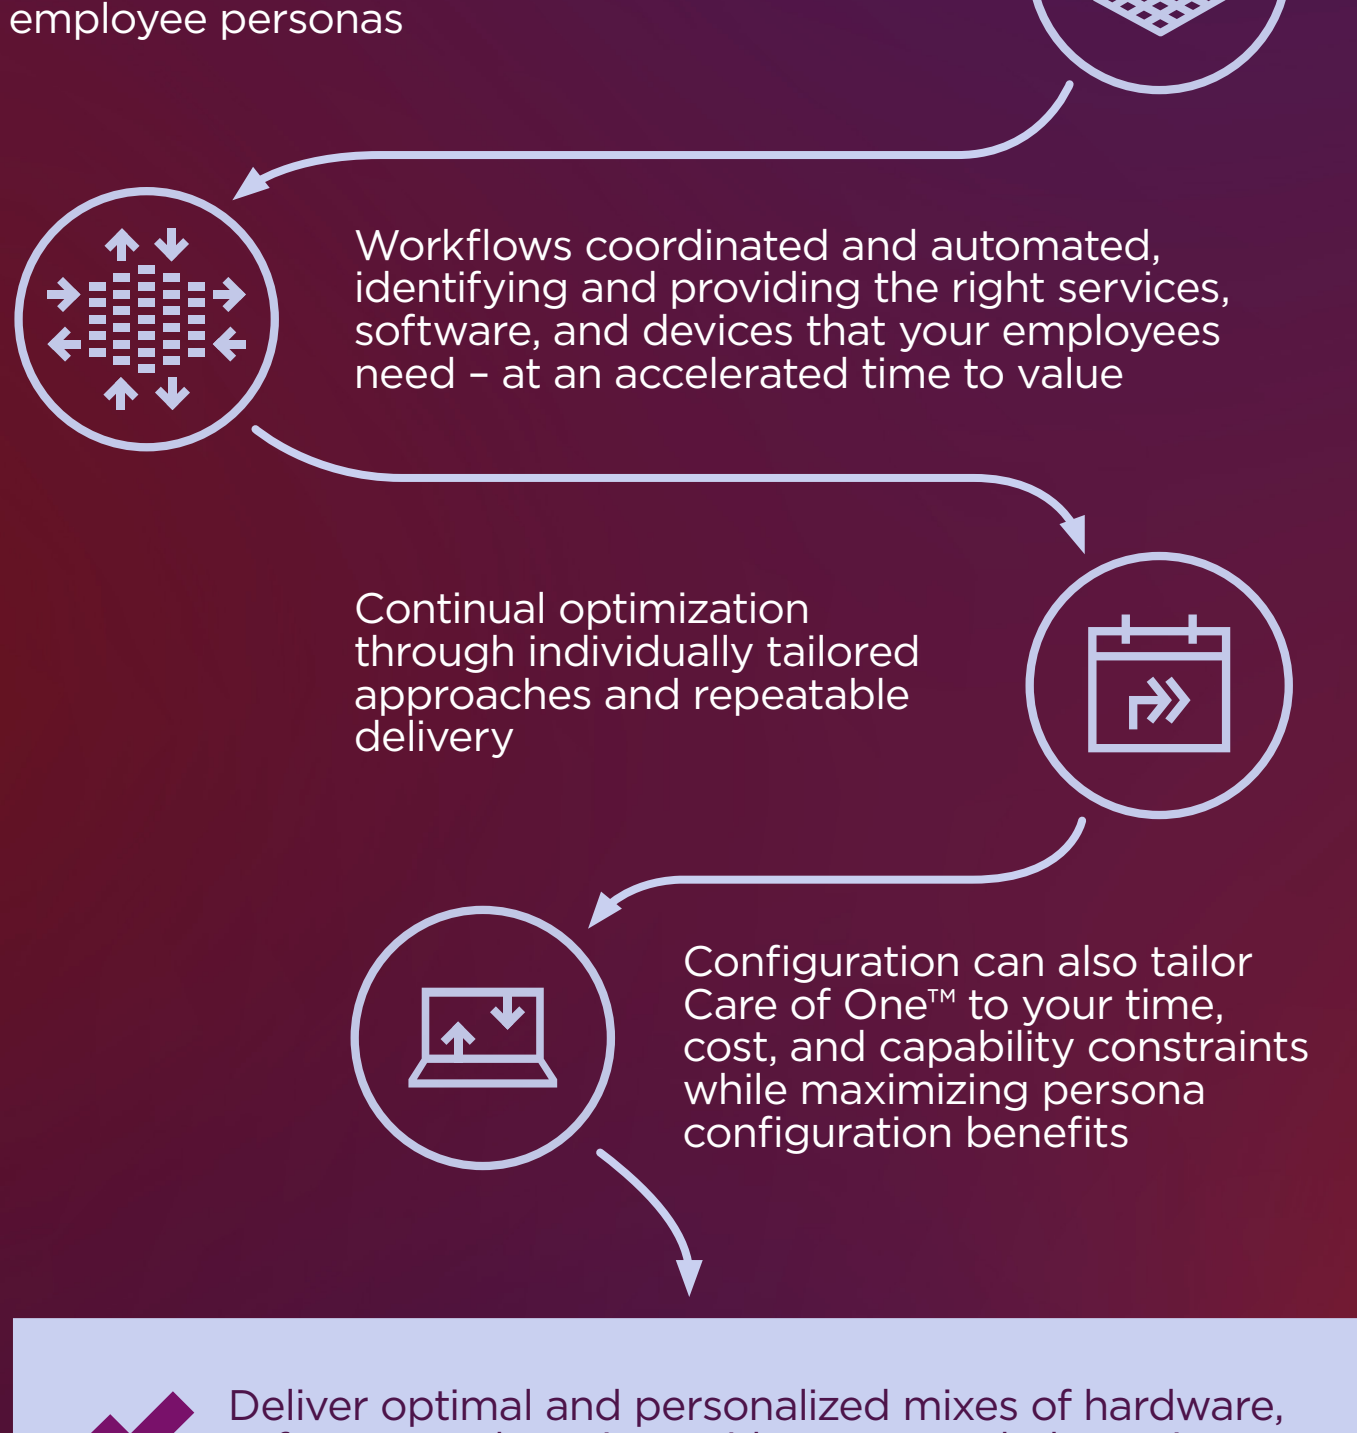 employee personas
Workflows coordinated and automated,
identifying and providing the right services,
software, and devices that your employees
need – at an accelerated time to value
Continual optimization
through individually tailored
approaches and repeatable
delivery
Configuration can also tailor
Care of One™ to your time,
cost, and capability constraints
while maximizing persona
configuration benefits
Deliver optimal and personalized mixes of hardware,